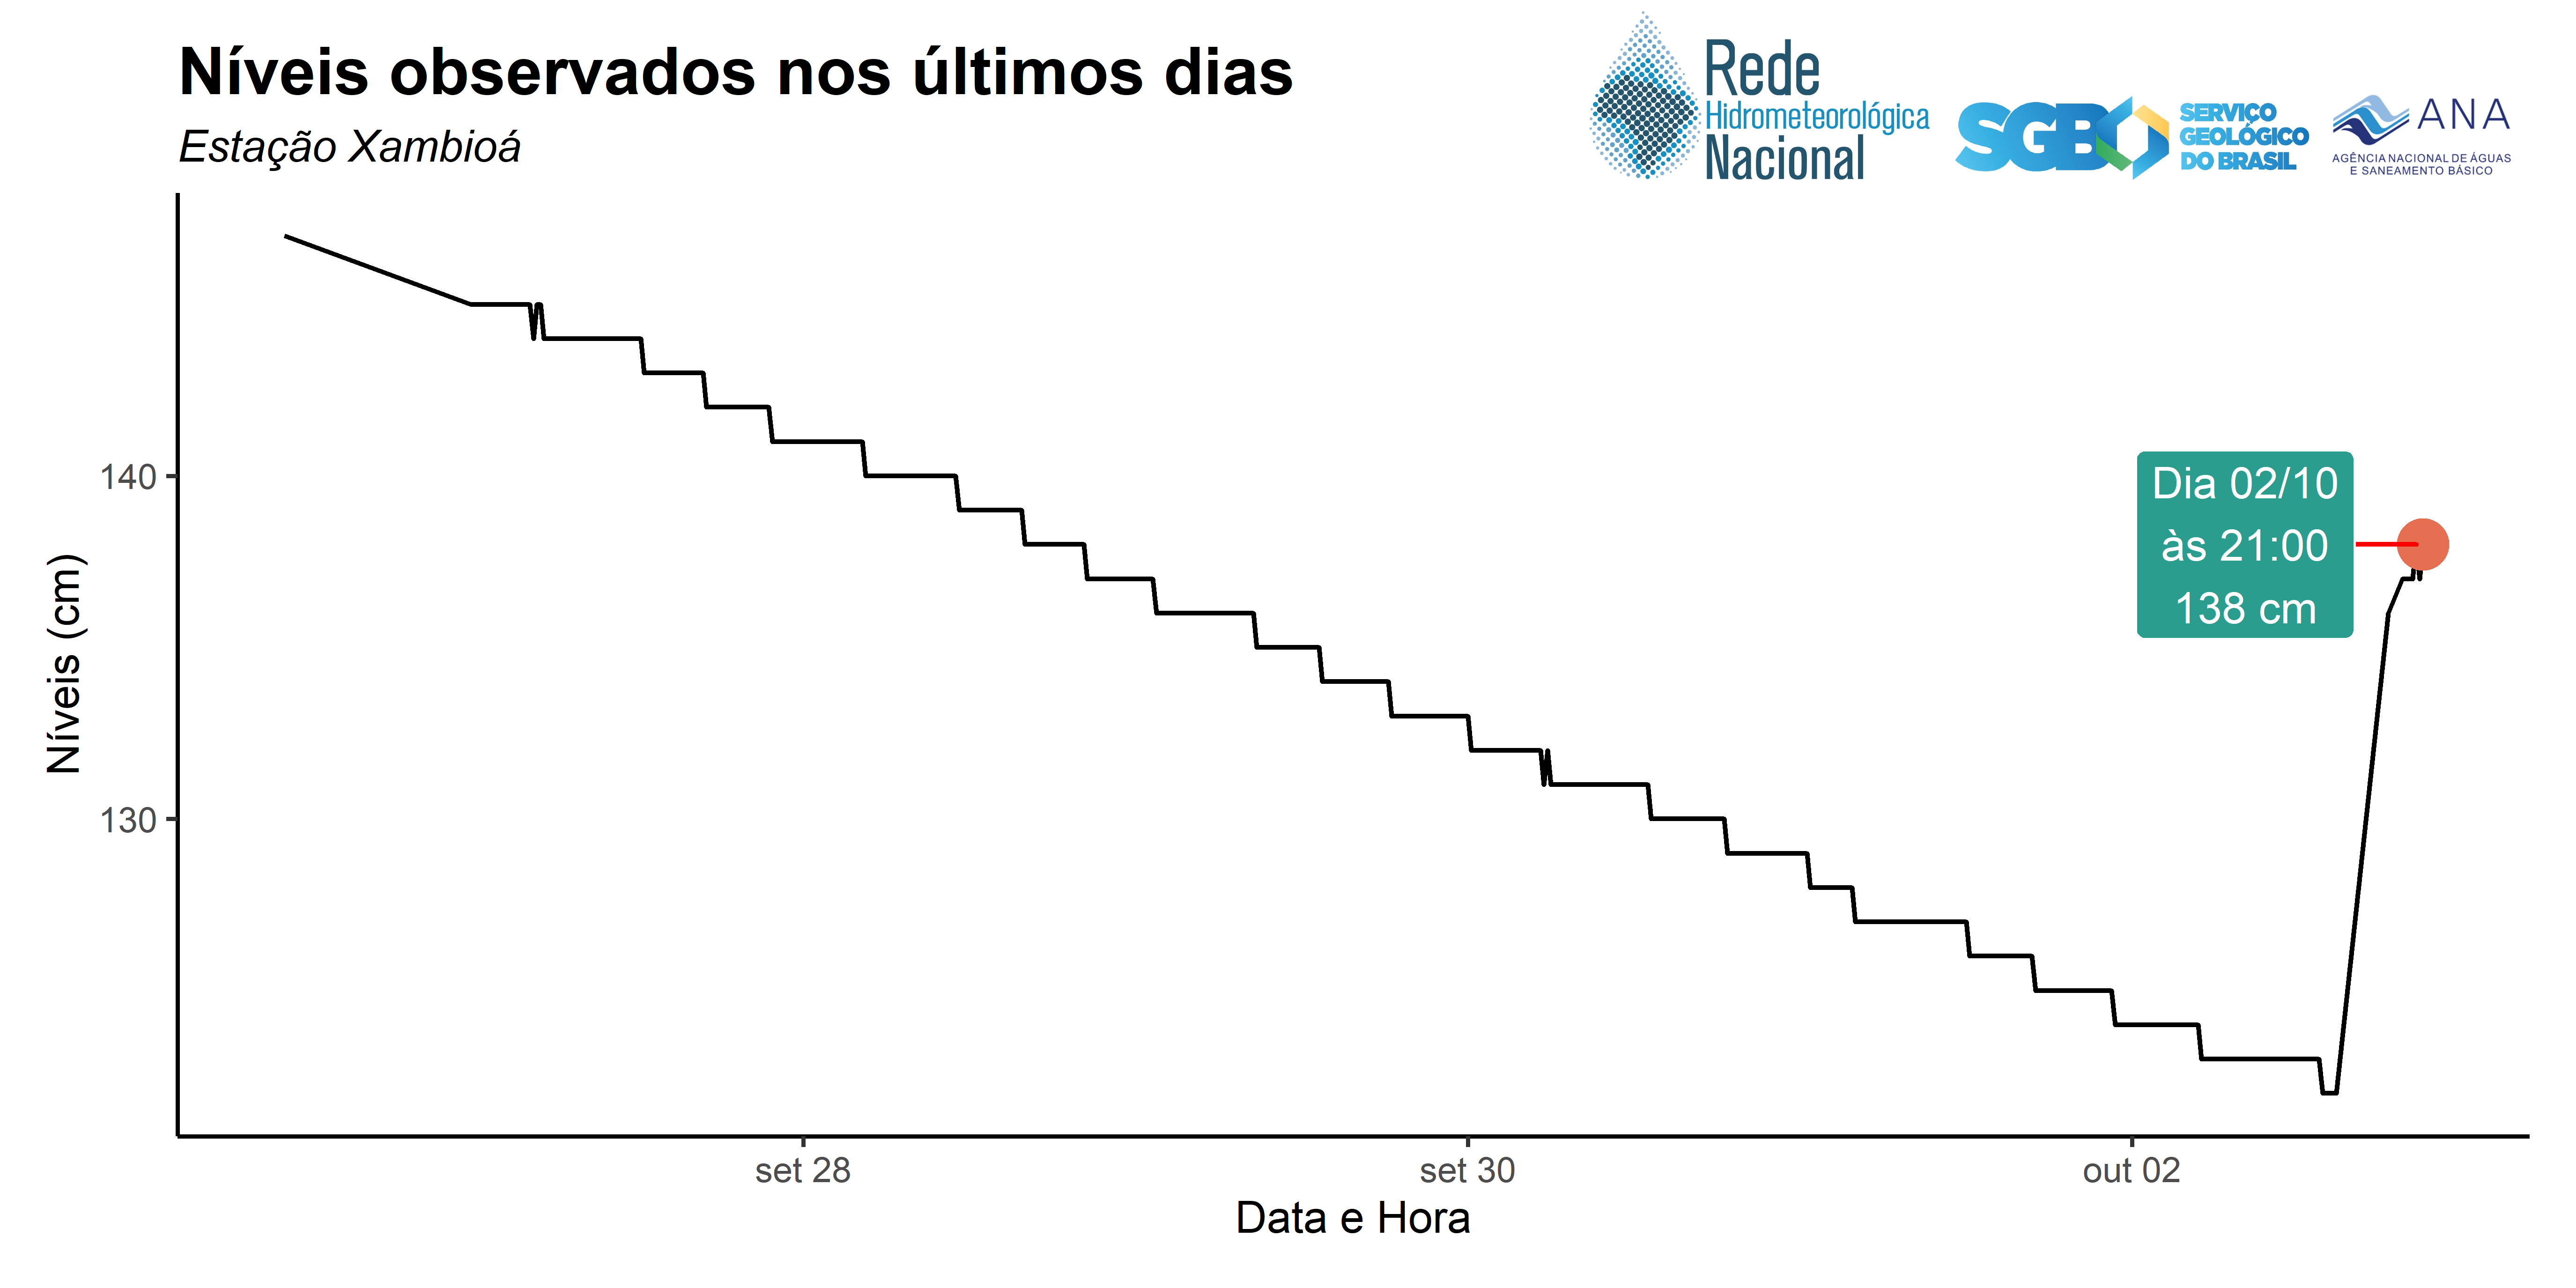 Níveis observados nos últimos dias
Estação Xambioá
Rede
Hidrometeorológica
Nacional
SGB
SERVIÇO
GEOLÓGICO
DO BRASIL
ANA
AGÊNCIA NACIONAL DE ÁGUAS
E SANEAMENTO BÁSICO
Níveis (cm)
140
130
Dia 02/10
às 21:00
138 cm
set 28
set 30
out 02
Data e Hora